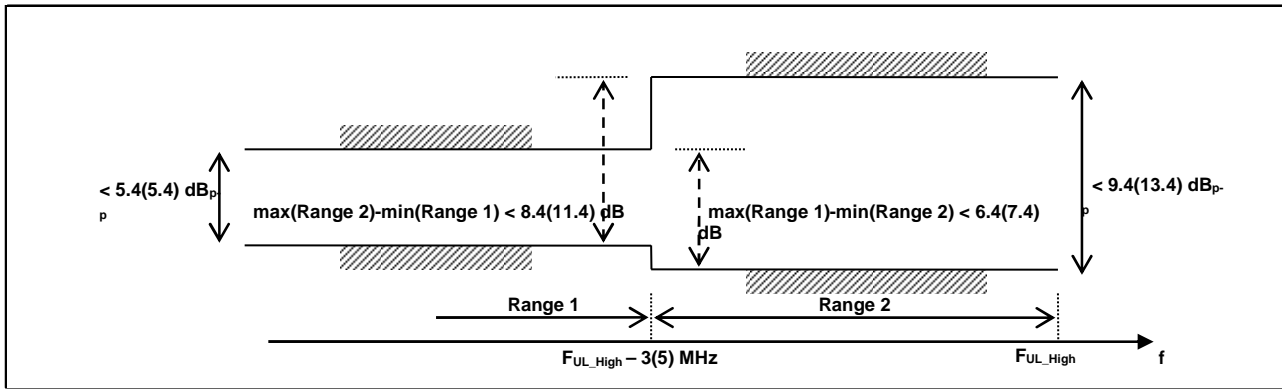 < 5.4(5.4) dBp-
p
max(Range 2)-min(Range 1) < 8.4(11.4) dB
max(Range 1)-min(Range 2) < 6.4(7.4)
dB
< 9.4(13.4) dBp-
p
Range 1
Range 2
FUL_High – 3(5) MHz
FUL_High
f